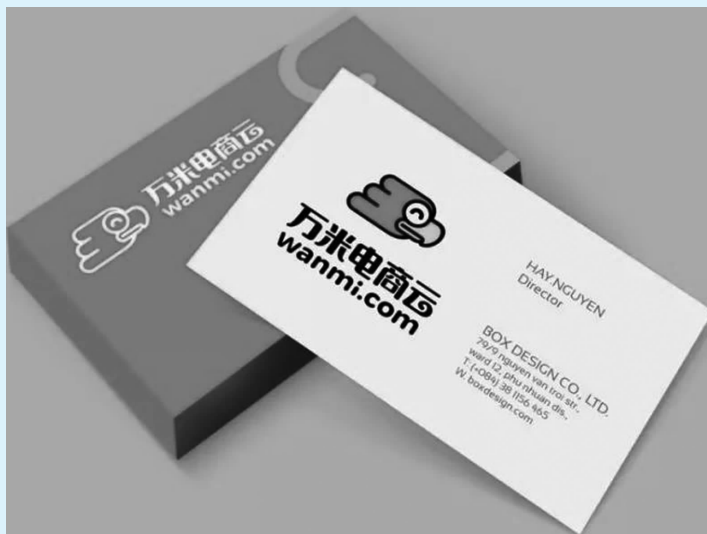 万米电商云
wanmi.com
万米电商云
wanmi.com
HAY.NGUYEN
Director
BOX DESIGN CO., LTD.
79/9 nguyen van troi str.,
ward 12, phu nhuan dis.,
T: (+084) 38 1156 465
W. boxdesign.com